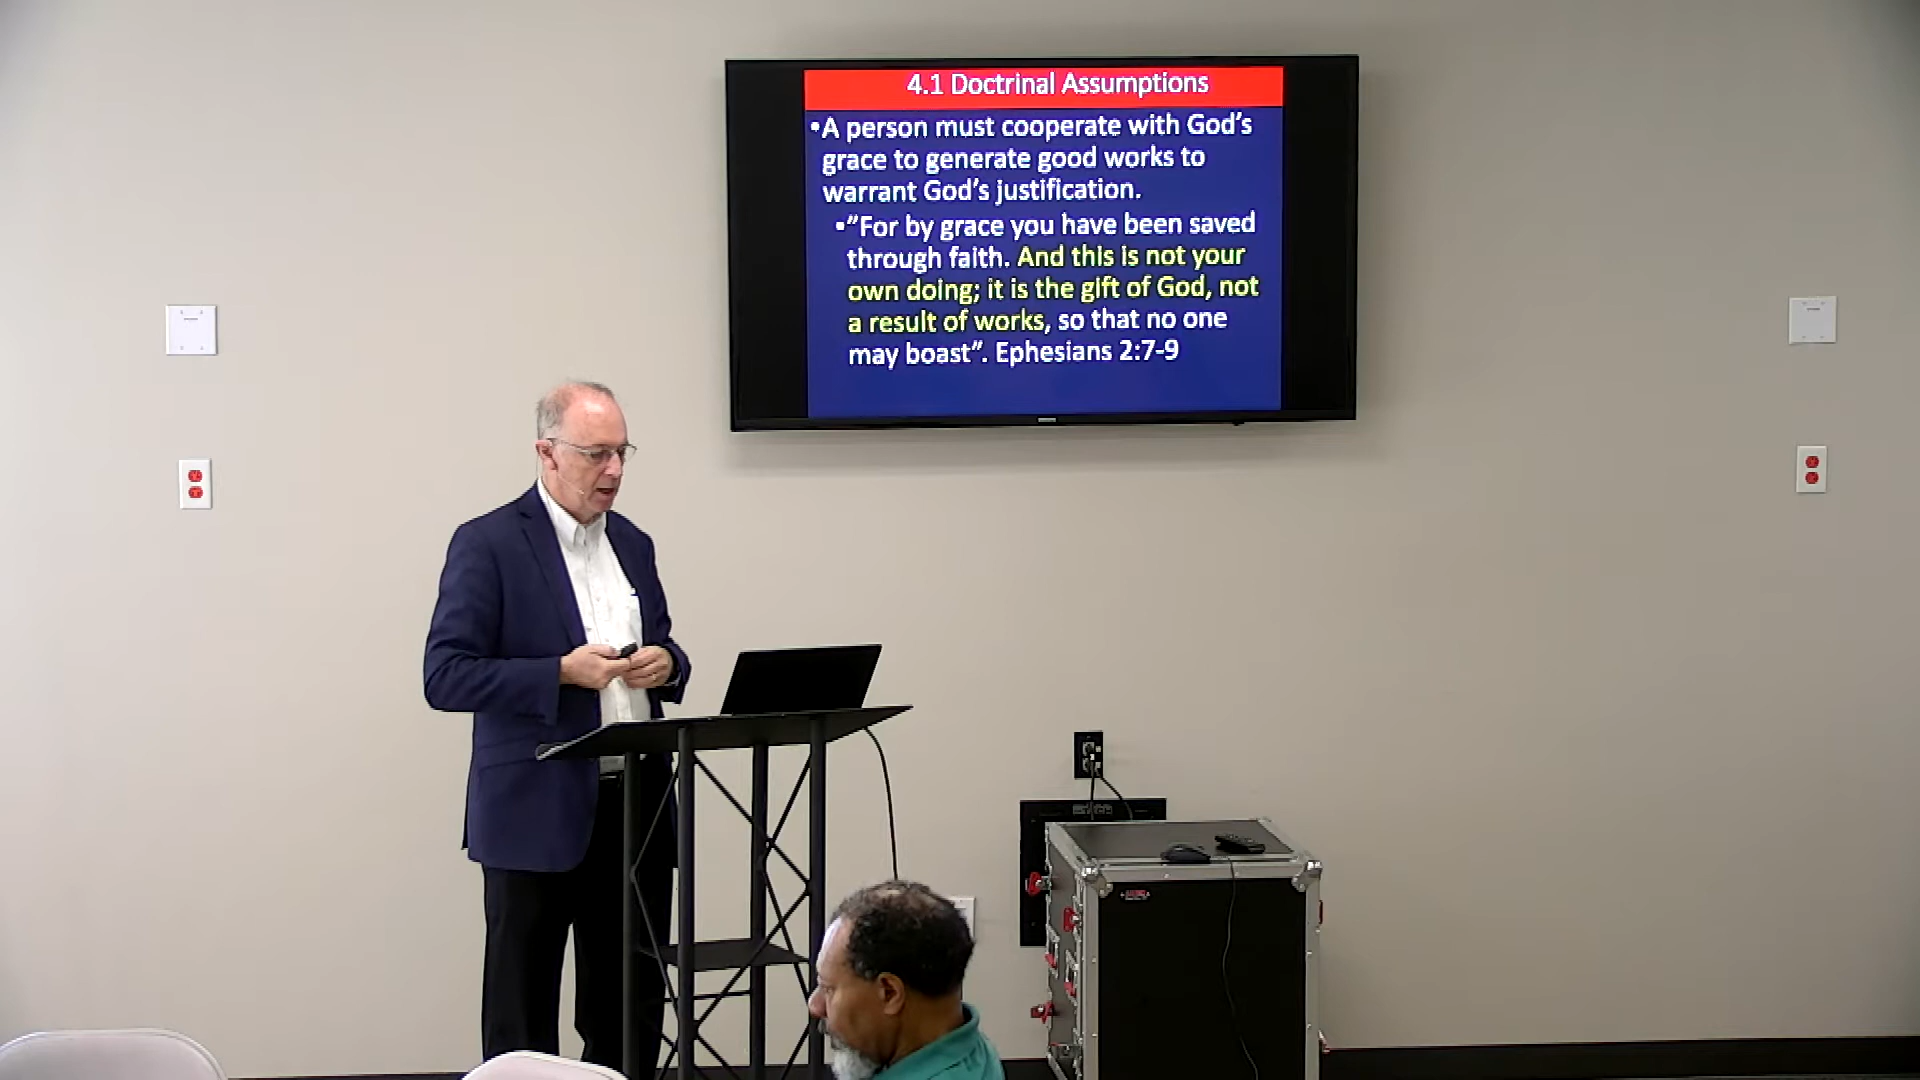 4.1 Doctrinal Assumptions
•A person must cooperate with God's
grace to generate good works to
warrant God's justification.
•"For by grace you have been saved
through faith. And this is not your
own doing; it is the gift of God, not
a result of works, so that no one
may boast". Ephesians 2:7-9